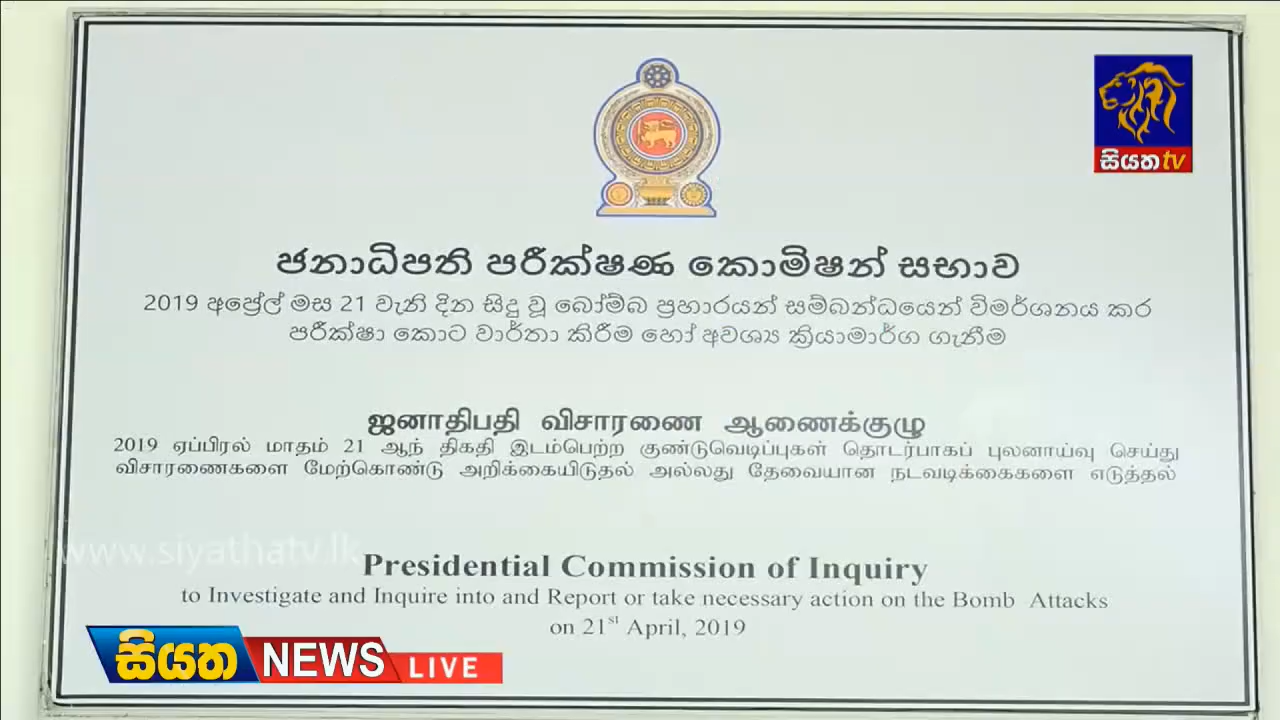 සියත tv
ජනාධිපති පරීක්ෂණ කොමිෂන් සභාව
2019 අප්‍රේල් මස 21 වැනි දින සිදු වූ බෝම්බ ප්‍රහාරයන් සම්බන්ධයෙන් විමර්ශනය කර
පරීක්ෂා කොට වාර්තා කිරීම හෝ අවශ්‍ය ක්‍රියාමාර්ග ගැනීම
ஜனாதிபதி விசாரணை ஆணைக்குழு
2019 ஏப்பிரல் மாதம் 21 ஆந் திகதி இடம்பெற்ற குண்டுவெடிப்புகள் தொடர்பாகப் புலனாய்வு செய்து
விசாரணைகளை மேற்கொண்டு அறிக்கையிடுதல் அல்லது தேவையான நடவடிக்கைகளை எடுத்தல்
www.siyathatv.lk
Presidential Commission of Inquiry
to Investigate and Inquire into and Report or take necessary action on the Bomb Attacks
on 21st April, 2019
සියත NEWS LIVE